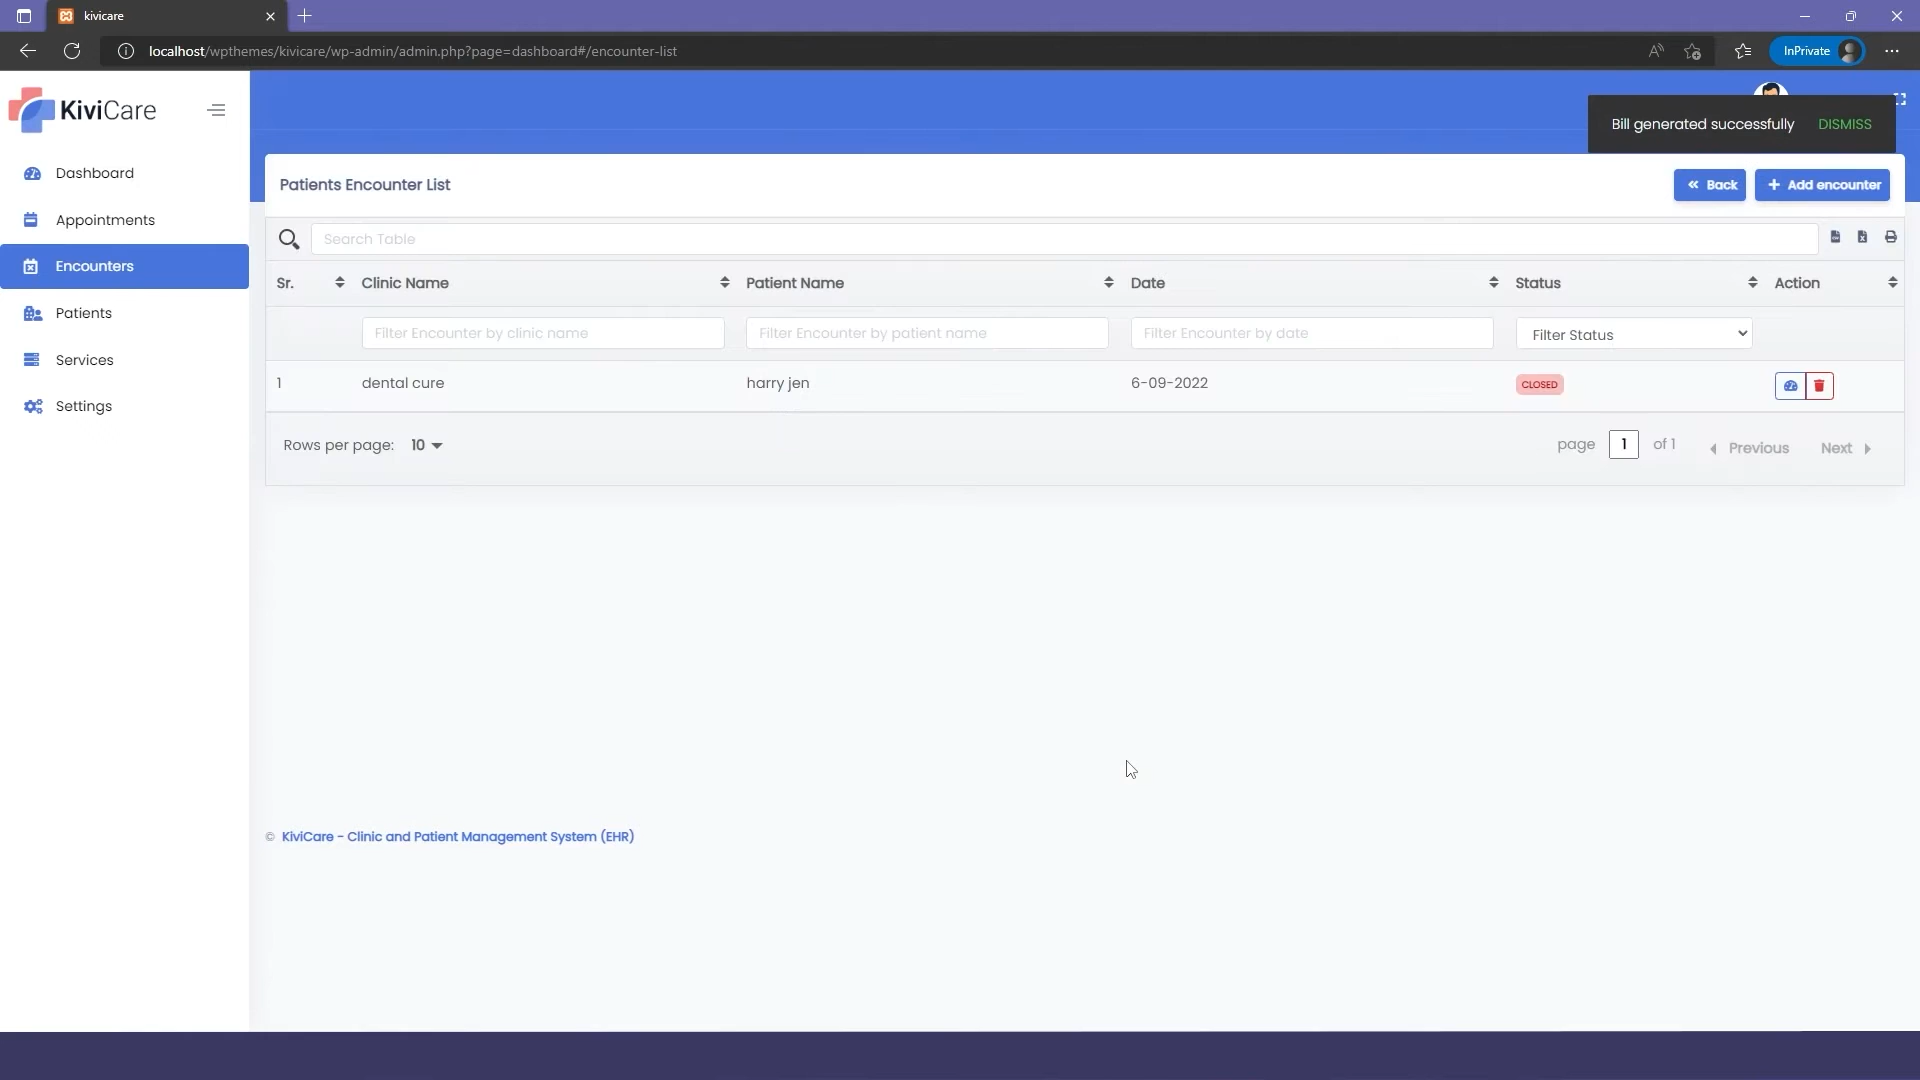 kivicare
localhost/wpthemes/kivicare/wp-admin/admin.php?page=dashboard#/encounter-list
InPrivate
KiviCare
Bill generated successfully DISMISS
Dashboard
Appointments
Encounters
Patients
Services
Settings
Patients Encounter List
Back
Add encounter
Search Table
Sr. Clinic Name Patient Name Date Status Action
Filter Encounter by clinic name Filter Encounter by patient name Filter Encounter by date Filter Status
1 dental cure harry jen 6-09-2022 CLOSED
Rows per page: 10 page 1 of 1 Previous Next
© KiviCare - Clinic and Patient Management System (EHR)